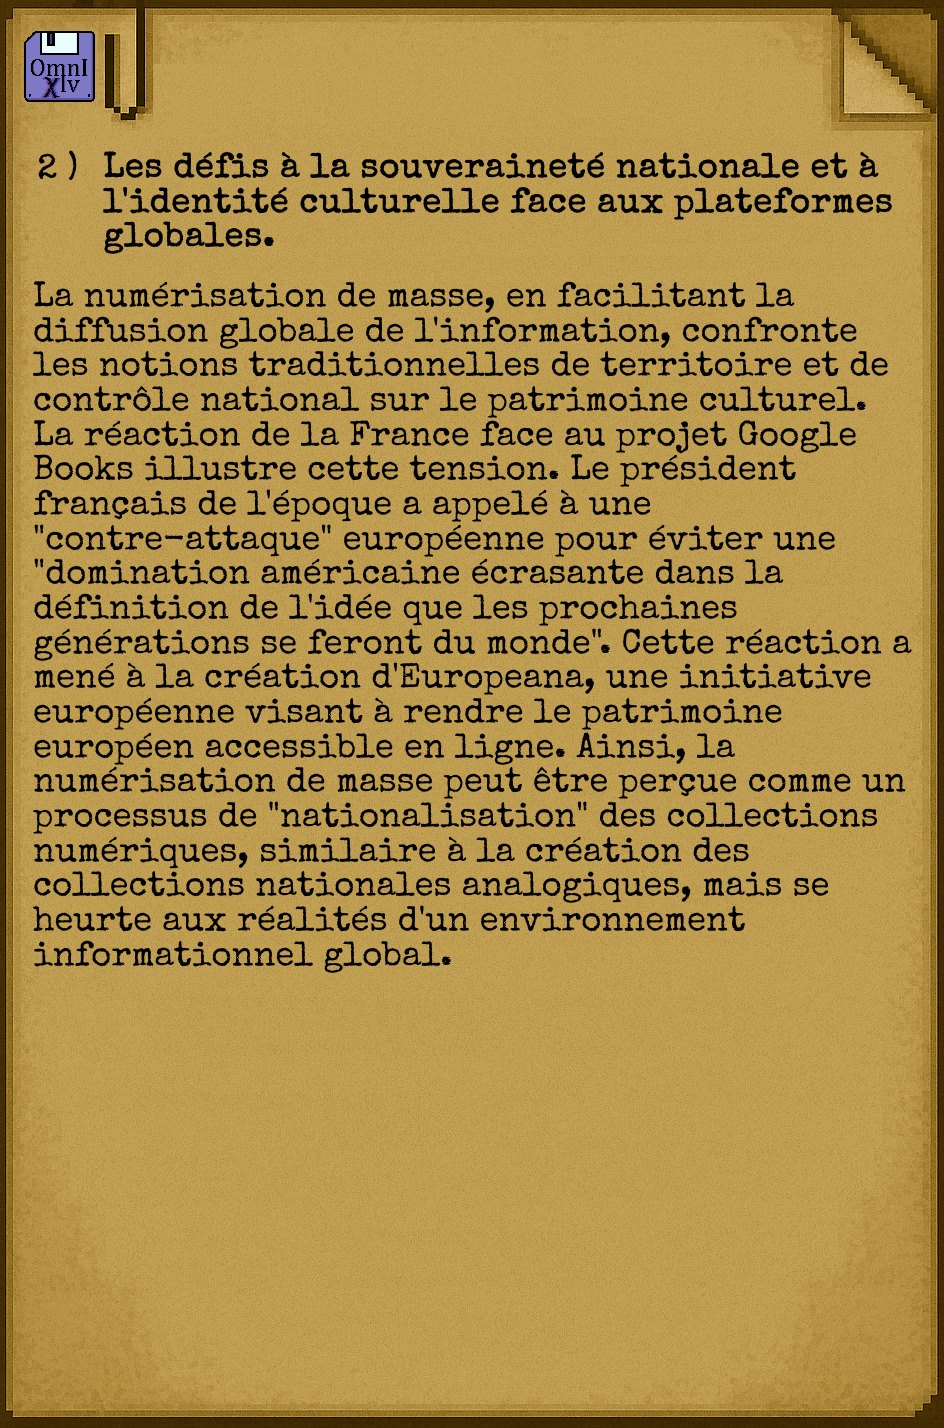 OmnI
χiv
2) Les défis à la souveraineté nationale et à
l'identité culturelle face aux plateformes
globales.
La numérisation de masse, en facilitant la
diffusion globale de l'information, confronte
les notions traditionnelles de territoire et de
contrôle national sur le patrimoine culturel.
La réaction de la France face au projet Google
Books illustre cette tension. Le président
français de l'époque a appelé à une
"contre-attaque" européenne pour éviter une
"domination américaine écrasante dans la
définition de l'idée que les prochaines
générations se feront du monde". Cette réaction a
mené à la création d'Europeana, une initiative
européenne visant à rendre le patrimoine
européen accessible en ligne. Ainsi, la
numérisation de masse peut être perçue comme un
processus de "nationalisation" des collections
numériques, similaire à la création des
collections nationales analogiques, mais se
heurte aux réalités d'un environnement
informationnel global.